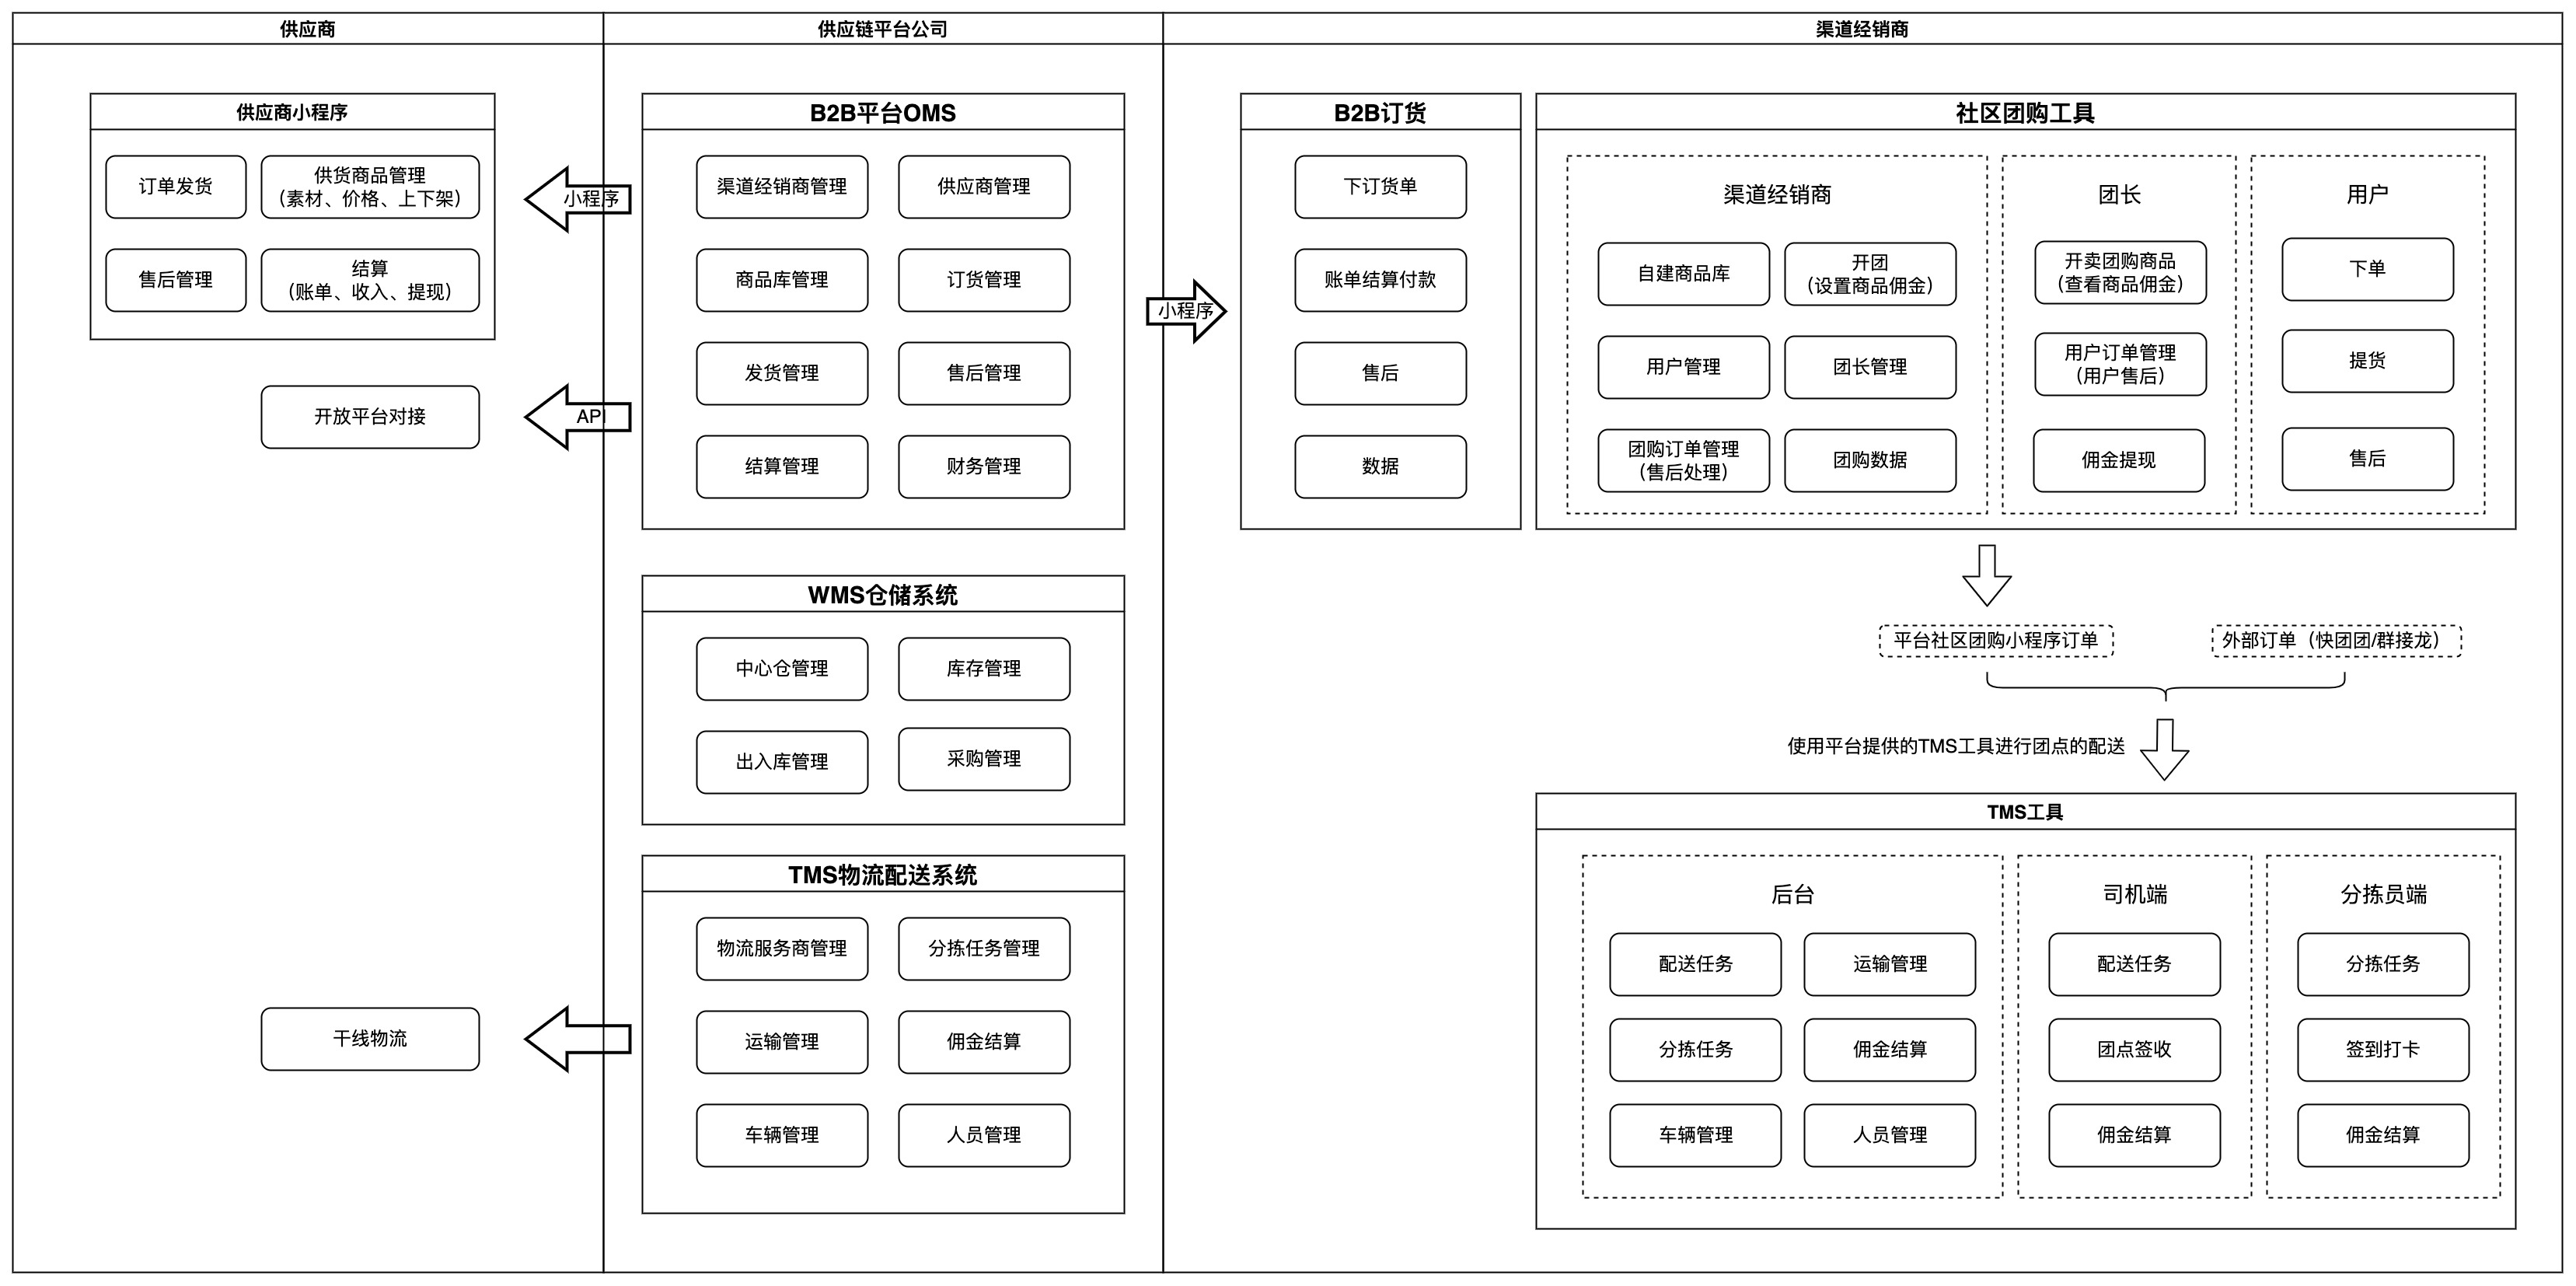 供应商
供应链平台公司
渠道经销商
供应商小程序
订单发货
供货商品管理
（素材、价格、上下架）
售后管理
结算
（账单、收入、提现）
开放平台对接
干线物流
小程序
API
B2B平台OMS
渠道经销商管理
供应商管理
商品库管理
订货管理
发货管理
售后管理
结算管理
财务管理
WMS仓储系统
中心仓管理
库存管理
出入库管理
采购管理
TMS物流配送系统
物流服务商管理
分拣任务管理
运输管理
佣金结算
车辆管理
人员管理
小程序
B2B订货
下订货单
账单结算付款
售后
数据
社区团购工具
渠道经销商
自建商品库
开团
（设置商品佣金）
用户管理
团长管理
团购订单管理
（售后处理）
团购数据
团长
开卖团购商品
（查看商品佣金）
用户订单管理
（用户售后）
佣金提现
用户
下单
提货
售后
平台社区团购小程序订单
外部订单（快团团/群接龙）
使用平台提供的TMS工具进行团点的配送
TMS工具
后台
配送任务
运输管理
分拣任务
佣金结算
车辆管理
人员管理
司机端
配送任务
团点签收
佣金结算
分拣员端
分拣任务
签到打卡
佣金结算